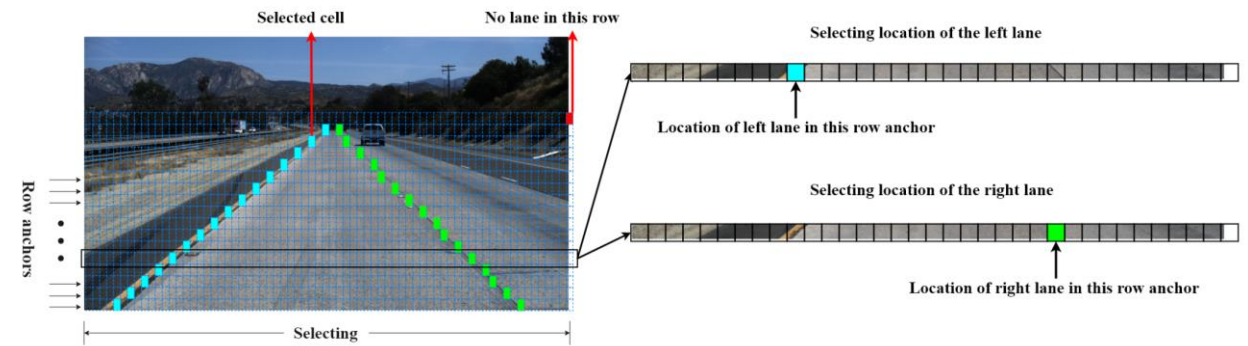 Selected cell
No lane in this row
Selecting location of the left lane
Location of left lane in this row anchor
Row anchors
Selecting location of the right lane
Location of right lane in this row anchor
Selecting